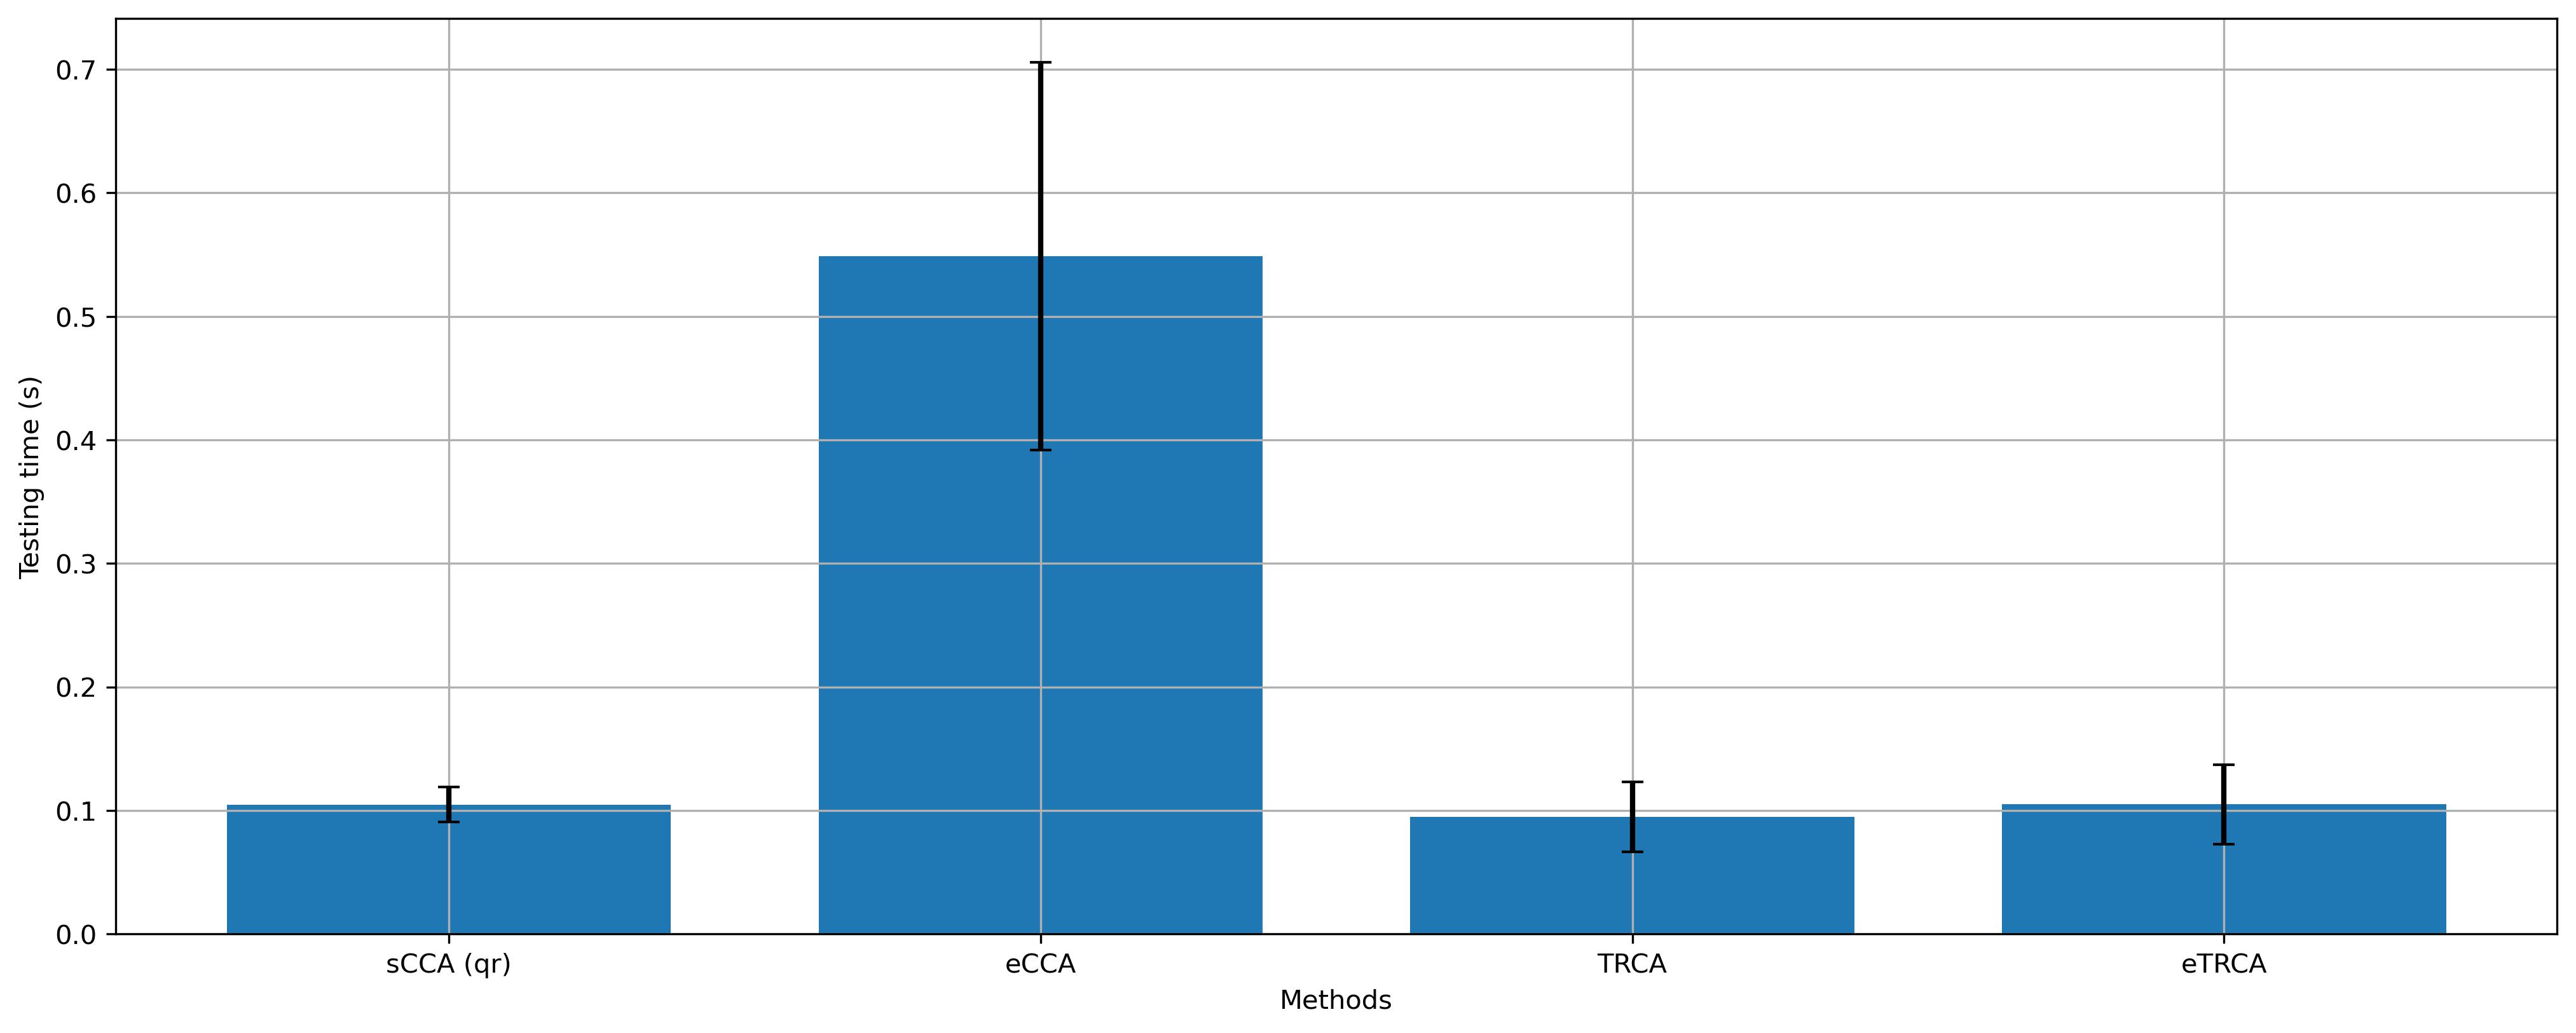 0.7
0.6
0.5
0.4
0.3
0.2
0.1
0.0
Testing time (s)
sCCA (qr)
eCCA
TRCA
eTRCA
Methods